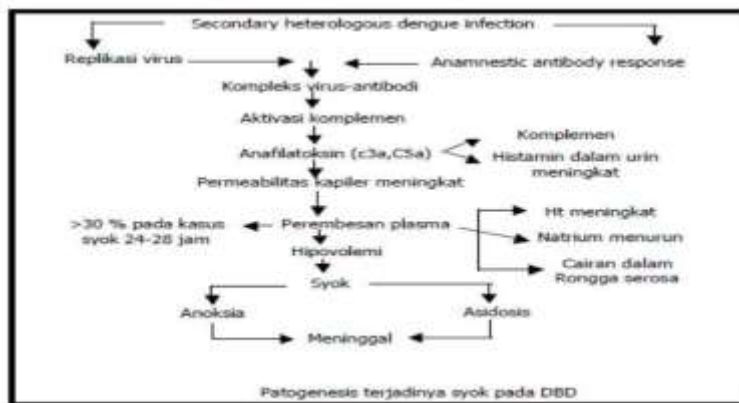 Secondary heterologous dengue infection
Replikasi virus
Anamnestic antibody response
Kompleks virus-antibodi
Aktivasi komplemen
Anafilatoksin (c3a,C5a)
Komplemen
Histamin dalam urin
meningkat
Permeabilitas kapiler meningkat
>30 % pada kasus
syok 24-28 jam
Perembesan plasma
Ht meningkat
Natrium menurun
Hipovolemi
Cairan dalam
Rongga serosa
Syok
Anoksia
Asidosis
Meninggal
Patogenesis terjadinya syok pada DBD